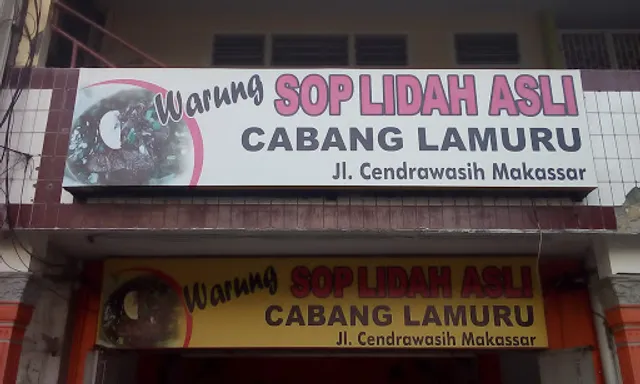 Warung SOP LIDAH ASLI
CABANG LAMURU
Jl. Cendrawasih Makassar
Warung SOP LIDAH ASLI
CABANG LAMURU
Jl. Cendrawasih Makassar